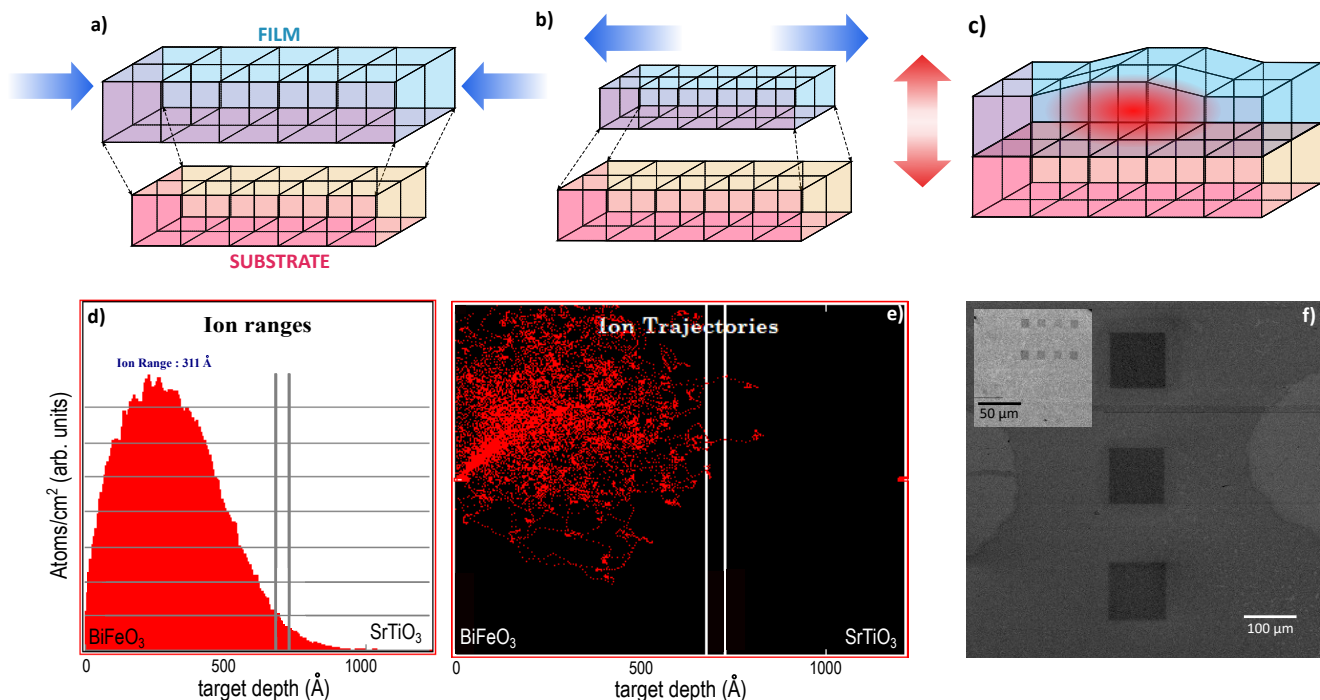 a)
FILM
SUBSTRATE
b)
c)
d)
Ion ranges
Ion Range : 311 Å
Atoms/cm² (arb. units)
BiFeO₃
SrTiO₃
0
500
1000
target depth (Å)
e)
Ion Trajectories
BiFeO₃
SrTiO₃
0
500
1000
target depth (Å)
f)
50 µm
100 µm